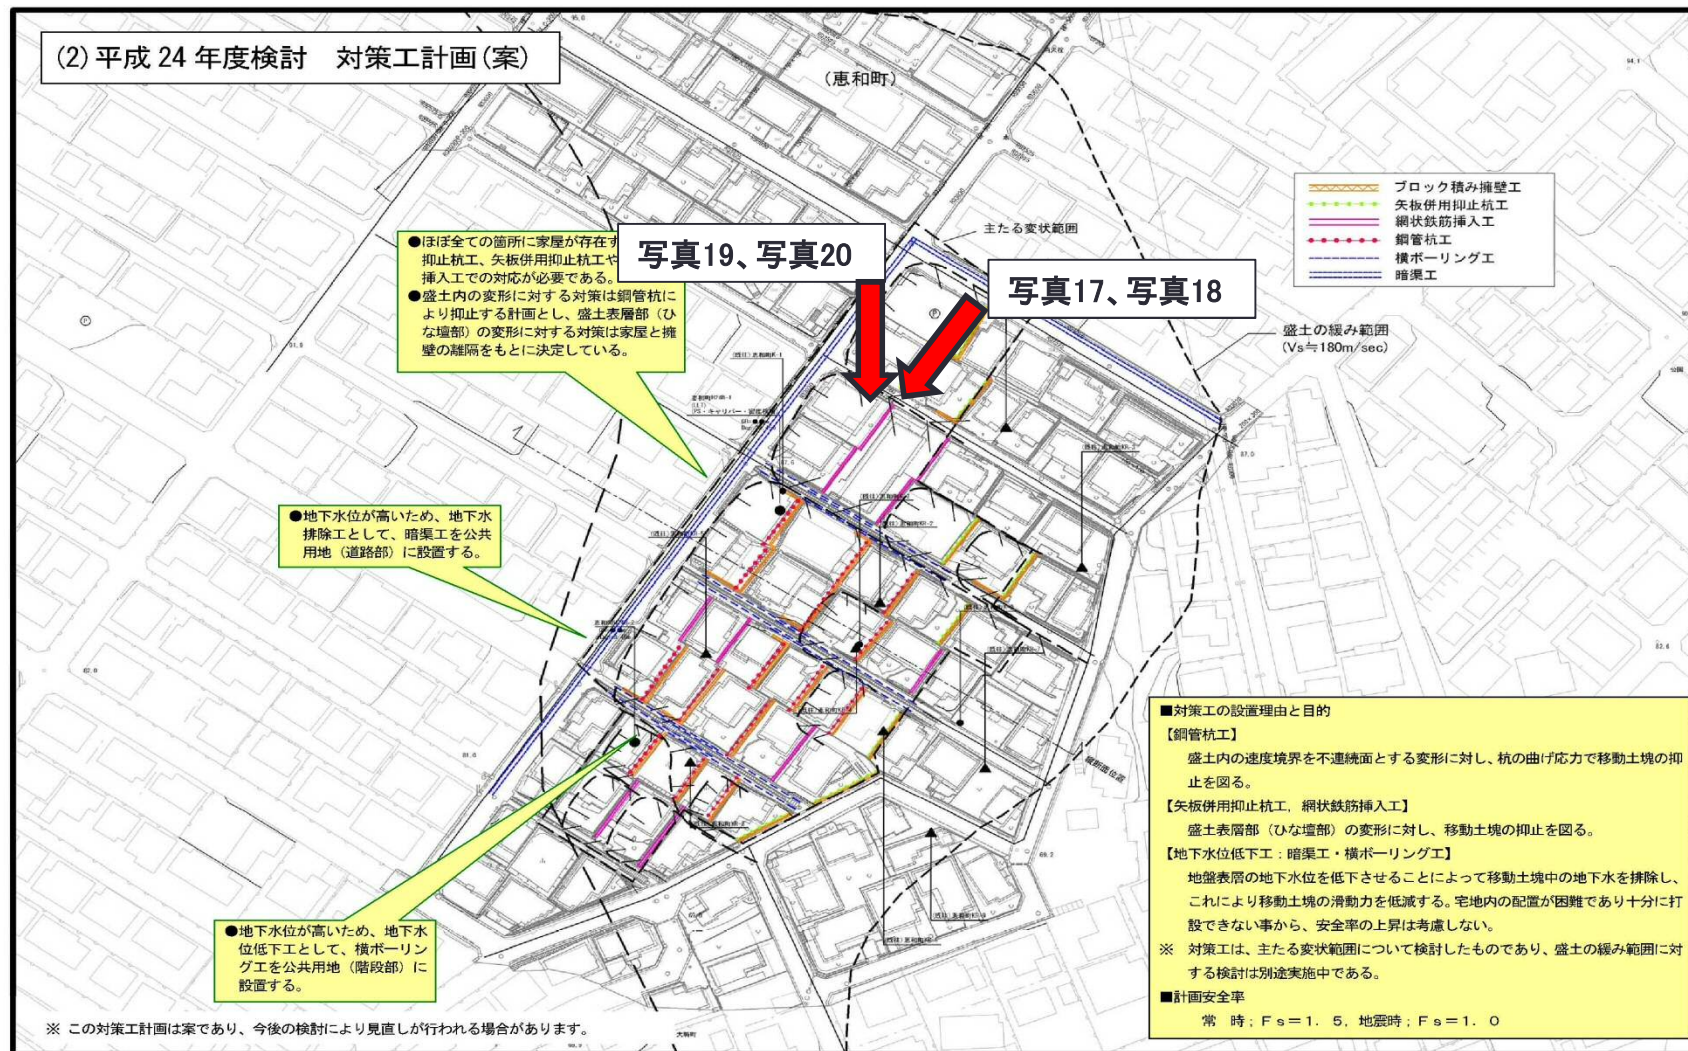 (2)平成24年度検討　対策工計画(案)
(恵和町)
ブロック積み擁壁工
矢板併用抑止杭工
網状鉄筋挿入工
鋼管杭工
横ボーリング工
暗渠工
主たる変状範囲
写真19、写真20
写真17、写真18
盛土の緩み範囲
(Vs≒180m/sec)
●ほぼ全ての箇所に家屋が存在す
抑止杭工、矢板併用抑止杭工や
挿入工での対応が必要である。
●盛土内の変形に対する対策は鋼管杭に
より抑止する計画とし、盛土表層部（ひ
な壇部）の変形に対する対策は家屋と擁
壁の離隔をもとに決定している。
●地下水位が高いため、地下水
排除工として、暗渠工を公共
用地（道路部）に設置する。
●地下水位が高いため、地下水
位低下工として、横ボーリン
グ工を公共用地（階段部）に
設置する。
■対策工の設置理由と目的
【鋼管杭工】
盛土内の速度境界を不連続面とする変形に対し、杭の曲げ応力で移動土塊の抑
止を図る。
【矢板併用抑止杭工，網状鉄筋挿入工】
盛土表層部（ひな壇部）の変形に対し、移動土塊の抑止を図る。
【地下水位低下工：暗渠工・横ボーリング工】
地盤表層の地下水位を低下させることによって移動土塊中の地下水を排除し、
これにより移動土塊の滑動力を低減する。宅地内の配置が困難であり十分に打
設できない事から、安全率の上昇は考慮しない。
※　対策工は、主たる変状範囲について検討したものであり、盛土の緩み範囲に対
する検討は別途実施中である。
■計画安全率
常　時；Ｆｓ＝１．５，地震時；Ｆｓ＝１．０
※ この対策工計画は案であり、今後の検討により見直しが行われる場合があります。